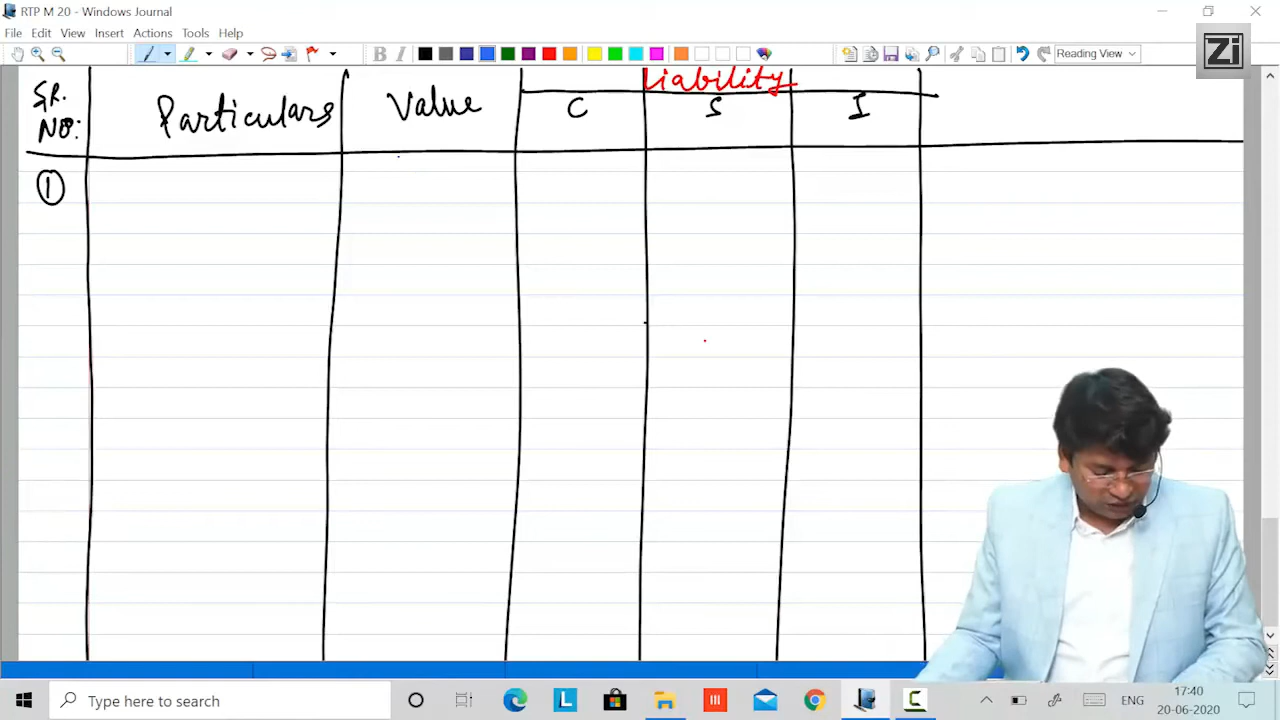 RTP M 20 - Windows Journal
File Edit View Insert Actions Tools Help
B I
Reading View
Zi
Liability
SR. NO:
Particulars
Value
C
S
I
1
Type here to search
L
ENG
17:40
20-06-2020